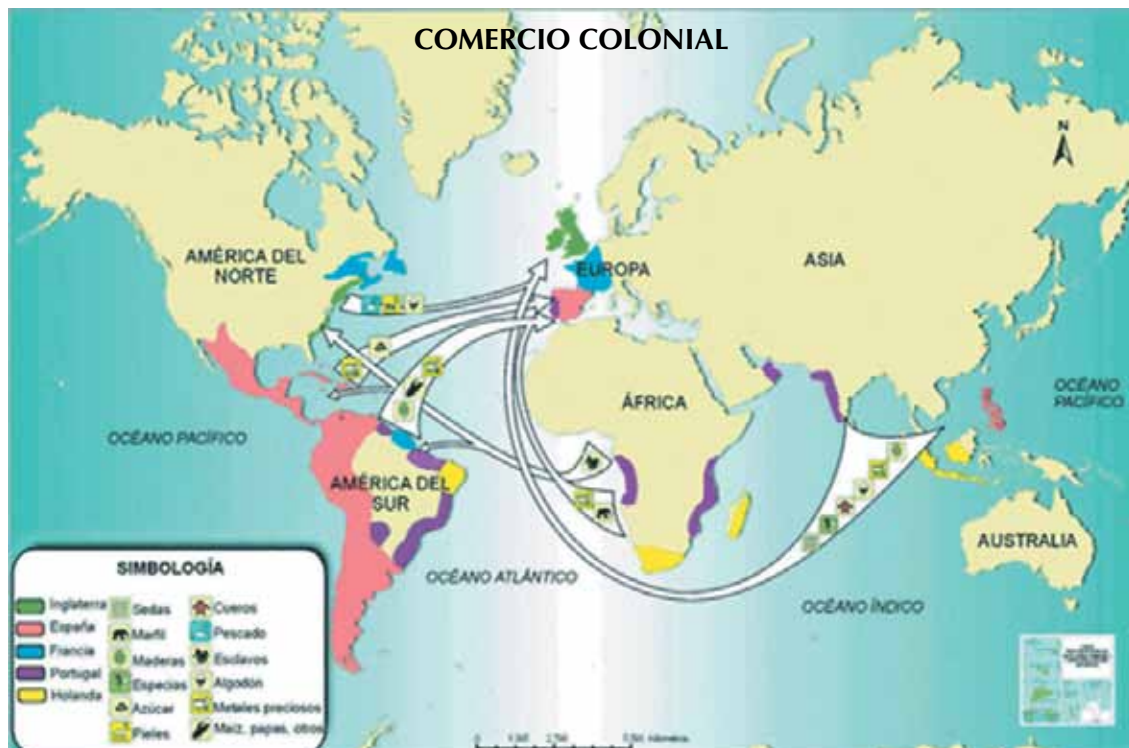 COMERCIO COLONIAL
N
AMÉRICA DEL
NORTE
EUROPA
ASIA
OCÉANO
PACÍFICO
ÁFRICA
OCÉANO PACÍFICO
AMÉRICA DEL
SUR
AUSTRALIA
OCÉANO ATLÁNTICO
OCÉANO ÍNDICO
SIMBOLOGÍA
Inglaterra
España
Francia
Portugal
Holanda
Sedas
Marfil
Maderas
Especias
Azúcar
Pieles
Cueros
Pescado
Esclavos
Algodón
Metales preciosos
Maiz, papas, otros
0